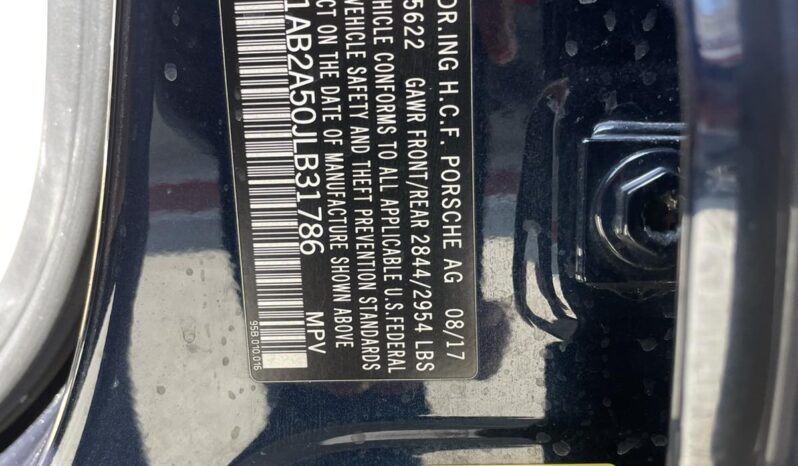 OR.ING H.C.F. PORSCHE AG 08/17
5622 GAWR FRONT/REAR 2844/2954 LBS
VEHICLE CONFORMS TO ALL APPLICABLE U.S.FEDERAL
VEHICLE SAFETY AND THEFT PREVENTION STANDARDS
CT ON THE DATE OF MANUFACTURE SHOWN ABOVE
1AB2A50JLB31786 MPV
95B 010.016